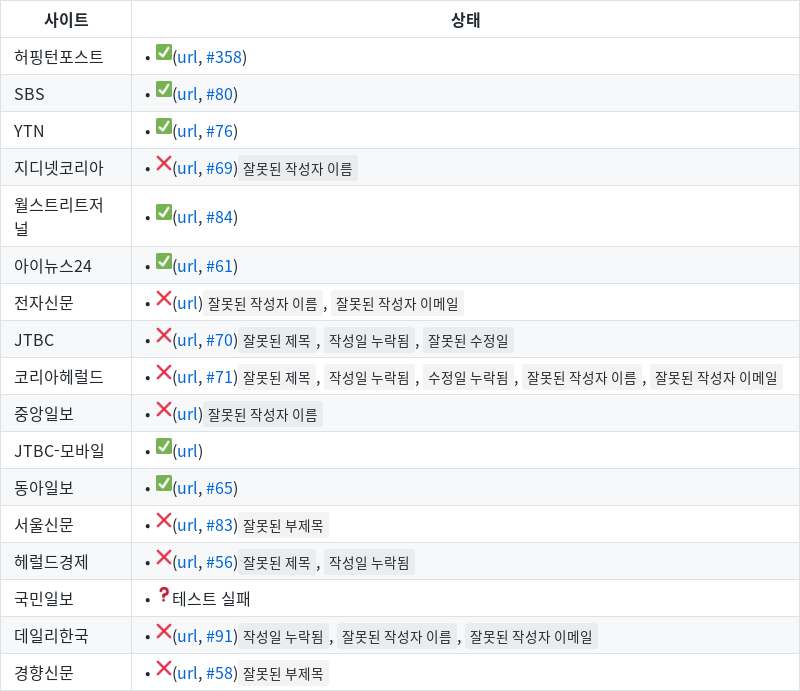 사이트 상태
허핑턴포스트 • ✅(url, #358)
SBS • ✅(url, #80)
YTN • ✅(url, #76)
지디넷코리아 • ❌(url, #69) 잘못된 작성자 이름
월스트리트저
널 • ✅(url, #84)
아이뉴스24 • ✅(url, #61)
전자신문 • ❌(url) 잘못된 작성자 이름 , 잘못된 작성자 이메일
JTBC • ❌(url, #70) 잘못된 제목 , 작성일 누락됨 , 잘못된 수정일
코리아헤럴드 • ❌(url, #71) 잘못된 제목 , 작성일 누락됨 , 수정일 누락됨 , 잘못된 작성자 이름 , 잘못된 작성자 이메일
중앙일보 • ❌(url) 잘못된 작성자 이름
JTBC-모바일 • ✅(url)
동아일보 • ✅(url, #65)
서울신문 • ❌(url, #83) 잘못된 부제목
헤럴드경제 • ❌(url, #56) 잘못된 제목 , 작성일 누락됨
국민일보 • ❓테스트 실패
데일리한국 • ❌(url, #91) 작성일 누락됨 , 잘못된 작성자 이름 , 잘못된 작성자 이메일
경향신문 • ❌(url, #58) 잘못된 부제목